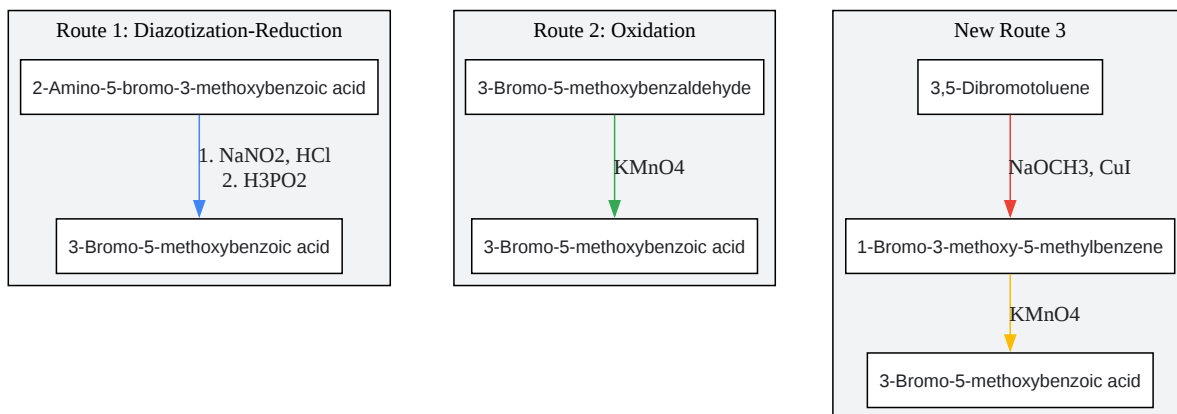 Route 1: Diazotization-Reduction
2-Amino-5-bromo-3-methoxybenzoic acid
1. NaNO2, HCl
2. H3PO2
3-Bromo-5-methoxybenzoic acid
Route 2: Oxidation
3-Bromo-5-methoxybenzaldehyde
KMnO4
3-Bromo-5-methoxybenzoic acid
New Route 3
3,5-Dibromotoluene
NaOCH3, CuI
1-Bromo-3-methoxy-5-methylbenzene
KMnO4
3-Bromo-5-methoxybenzoic acid